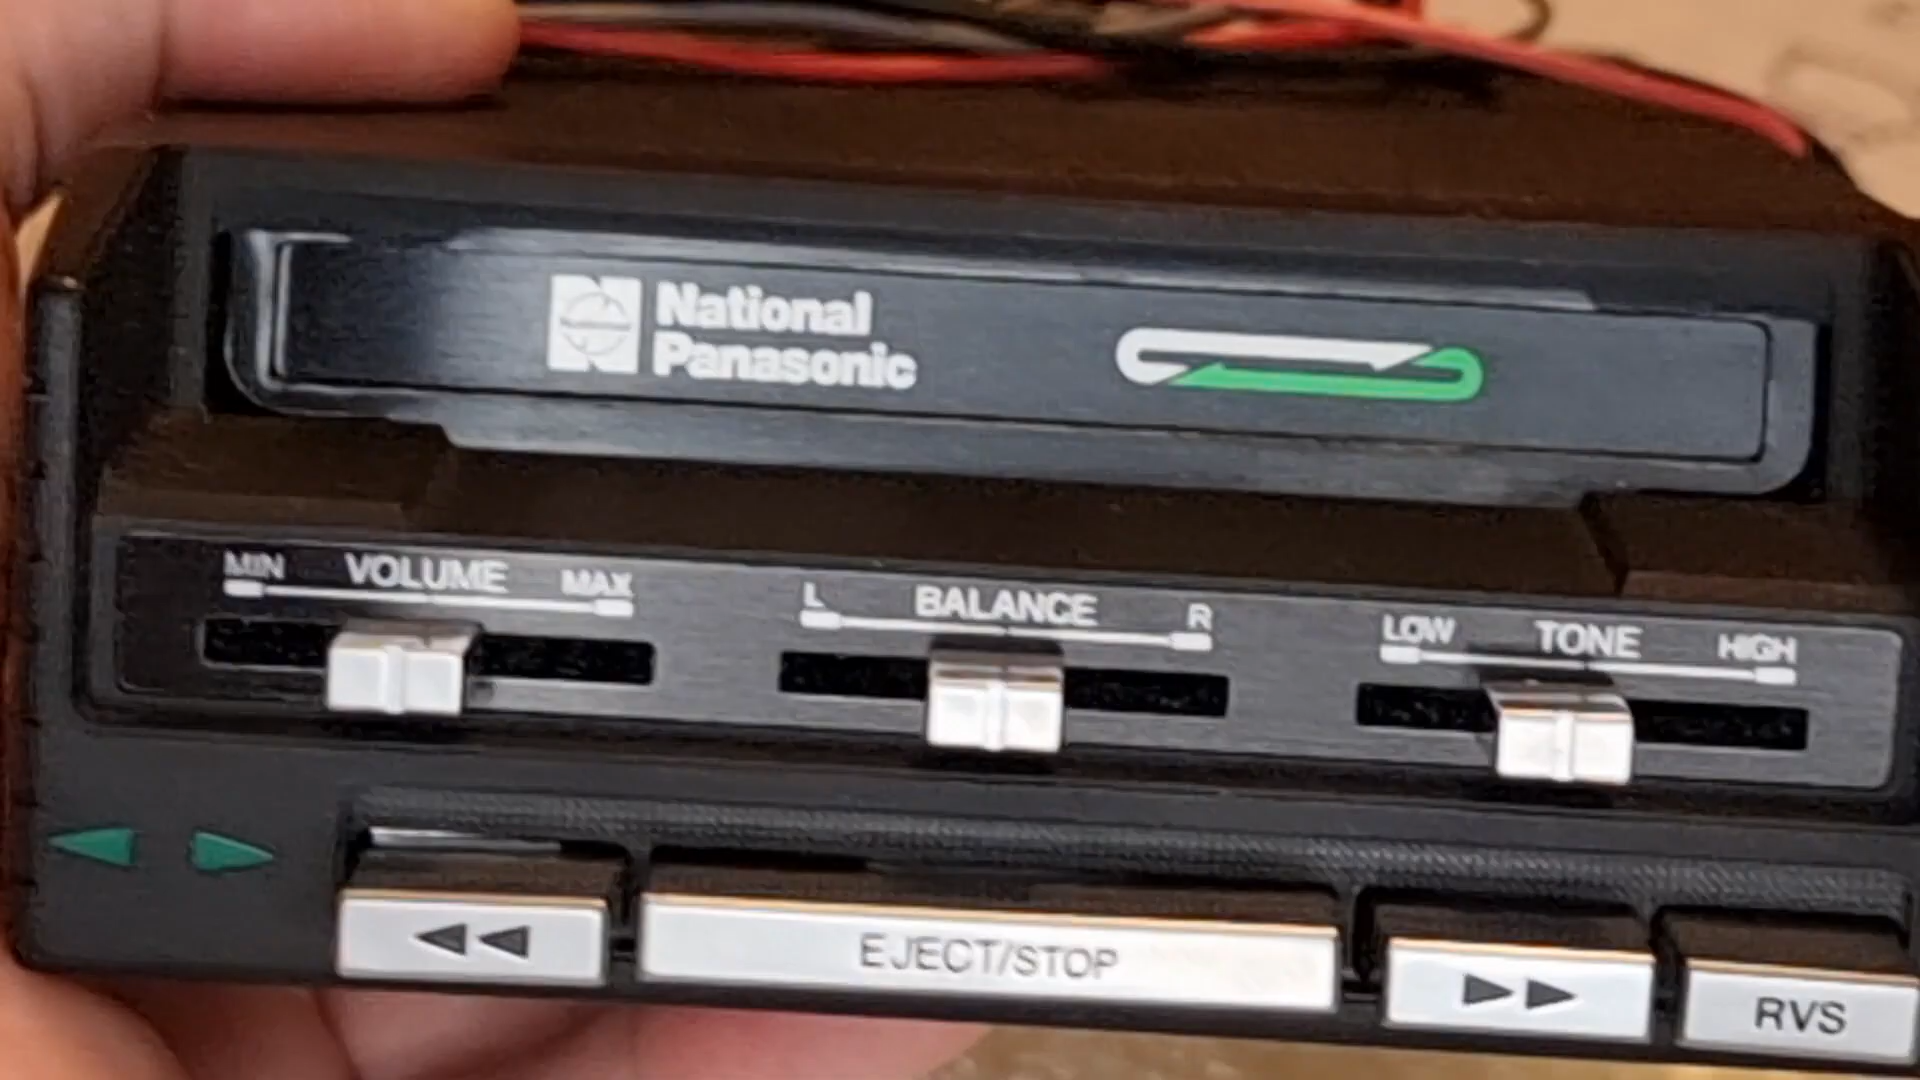 National
Panasonic
MIN VOLUME MAX
L BALANCE R
LOW TONE HIGH
EJECT/STOP
RVS